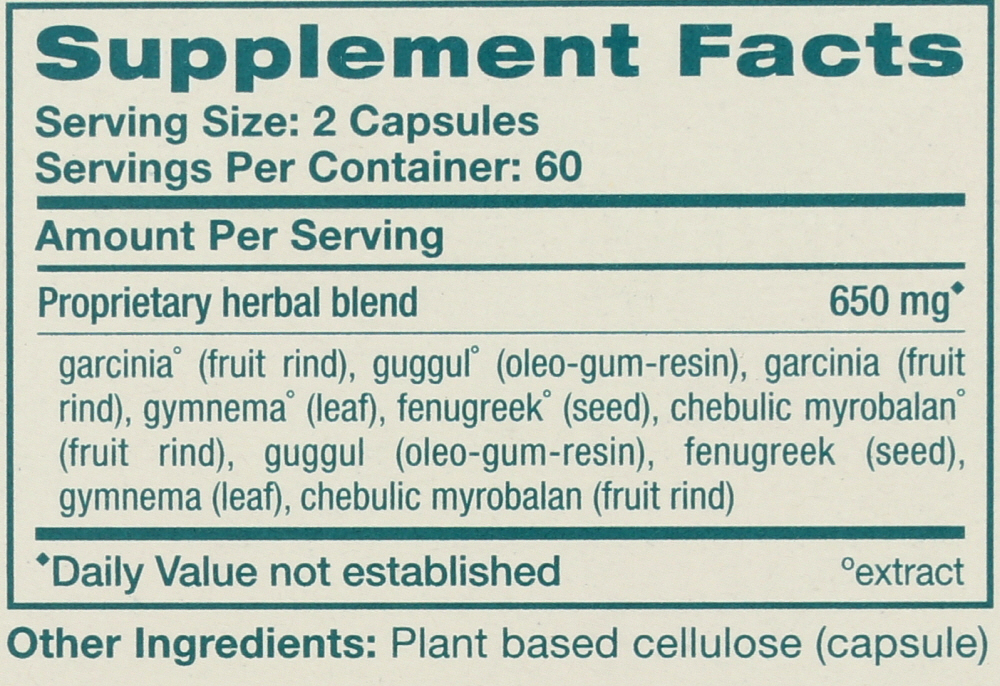 Supplement Facts
Serving Size: 2 Capsules
Servings Per Container: 60
Amount Per Serving
Proprietary herbal blend 650 mg◆
garcinia° (fruit rind), guggul° (oleo-gum-resin), garcinia (fruit
rind), gymnema° (leaf), fenugreek° (seed), chebulic myrobalan°
(fruit rind), guggul (oleo-gum-resin), fenugreek (seed),
gymnema (leaf), chebulic myrobalan (fruit rind)
◆Daily Value not established °extract
Other Ingredients: Plant based cellulose (capsule)